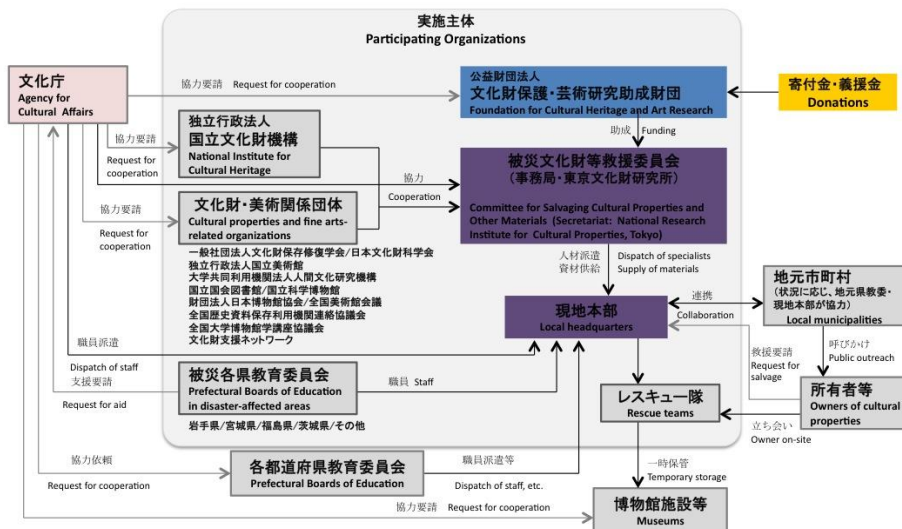 実施主体
Participating Organizations
文化庁
Agency for
Cultural Affairs
協力要請 Request for cooperation
公益財団法人
文化財保護・芸術研究助成財団
Foundation for Cultural Heritage and Art Research
寄付金・義援金
Donations
助成 Funding
協力要請
Request for
cooperation
独立行政法人
国立文化財機構
National Institute for
Cultural Heritage
協力
Cooperation
被災文化財等救援委員会
(事務局・東京文化財研究所)
Committee for Salvaging Cultural Properties and
Other Materials (Secretariat: National Research
Institute for Cultural Properties, Tokyo)
協力要請
Request for
cooperation
文化財・美術関係団体
Cultural properties and fine arts-
related organizations
一般社団法人文化財保存修復学会/日本文化財科学会
独立行政法人国立美術館
大学共同利用機関法人人間文化研究機構
国立国会図書館/国立科学博物館
財団法人日本博物館協会/全国美術館会議
全国歴史資料保存利用機関連絡協議会
全国大学博物館学講座協議会
文化財支援ネットワーク
人材派遣 Dispatch of specialists
資材供給 Supply of materials
現地本部
Local headquarters
連携
Collaboration
地元市町村
(状況に応じ、地元県教委・
現地本部が協力)
Local municipalities
呼びかけ
Public outreach
救援要請
Request for
salvage
所有者等
Owners of cultural
properties
立ち会い
Owner on-site
職員派遣
Dispatch of staff
支援要請
Request for aid
被災各県教育委員会
Prefectural Boards of Education
in disaster-affected areas
岩手県/宮城県/福島県/茨城県/その他
職員 Staff
レスキュー隊
Rescue teams
協力依頼
Request for cooperation
各都道府県教育委員会
Prefectural Boards of Education
職員派遣等
Dispatch of staff, etc.
一時保管
Temporary storage
協力要請 Request for cooperation
博物館施設等
Museums